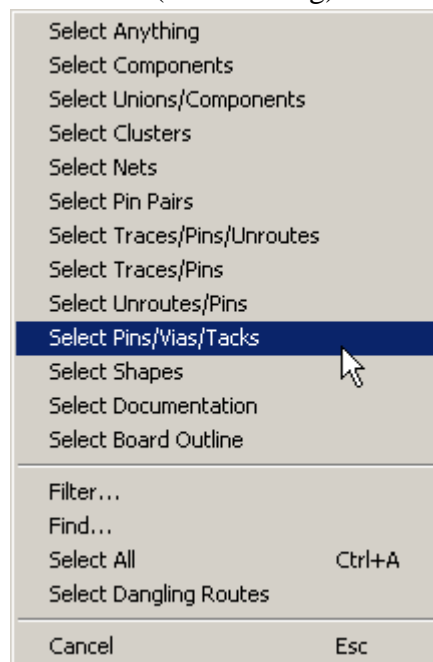 Select Anything
Select Components
Select Unions/Components
Select Clusters
Select Nets
Select Pin Pairs
Select Traces/Pins/Unroutes
Select Traces/Pins
Select Unroutes/Pins
Select Pins/Vias/Tacks
Select Shapes
Select Documentation
Select Board Outline
Filter...
Find...
Select All Ctrl+A
Select Dangling Routes
Cancel Esc